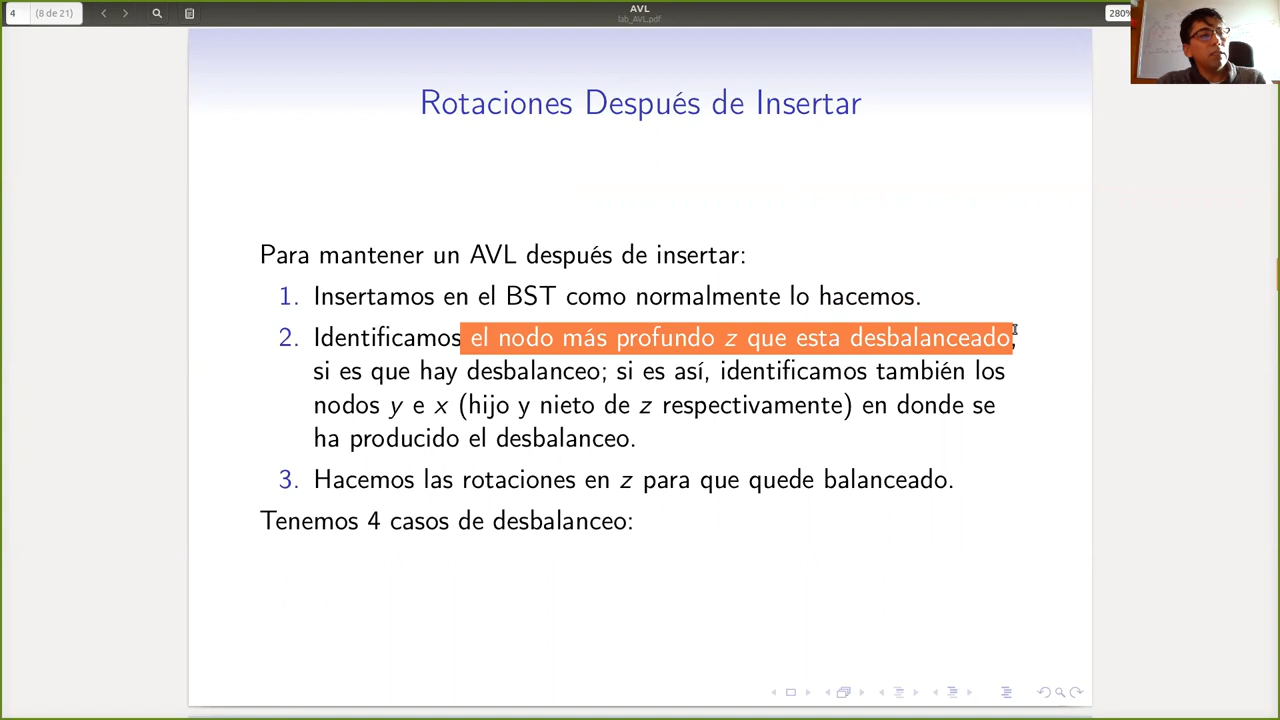 4 (8 de 21)
AVL
lab_AVL.pdf
280%
Rotaciones Después de Insertar
Para mantener un AVL después de insertar:
1. Insertamos en el BST como normalmente lo hacemos.
2. Identificamos el nodo más profundo z que esta desbalanceado,
si es que hay desbalanceo; si es así, identificamos también los
nodos y e x (hijo y nieto de z respectivamente) en donde se
ha producido el desbalanceo.
3. Hacemos las rotaciones en z para que quede balanceado.
Tenemos 4 casos de desbalanceo: